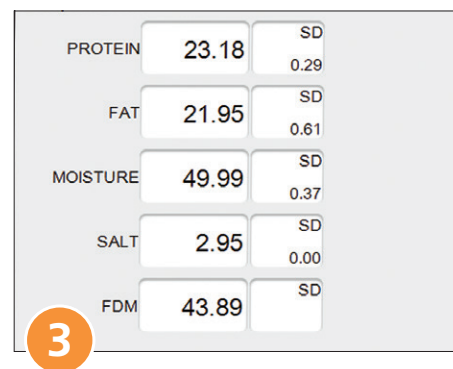 PROTEIN 23.18 SD 0.29
FAT 21.95 SD 0.61
MOISTURE 49.99 SD 0.37
SALT 2.95 SD 0.00
FDM 43.89 SD
3